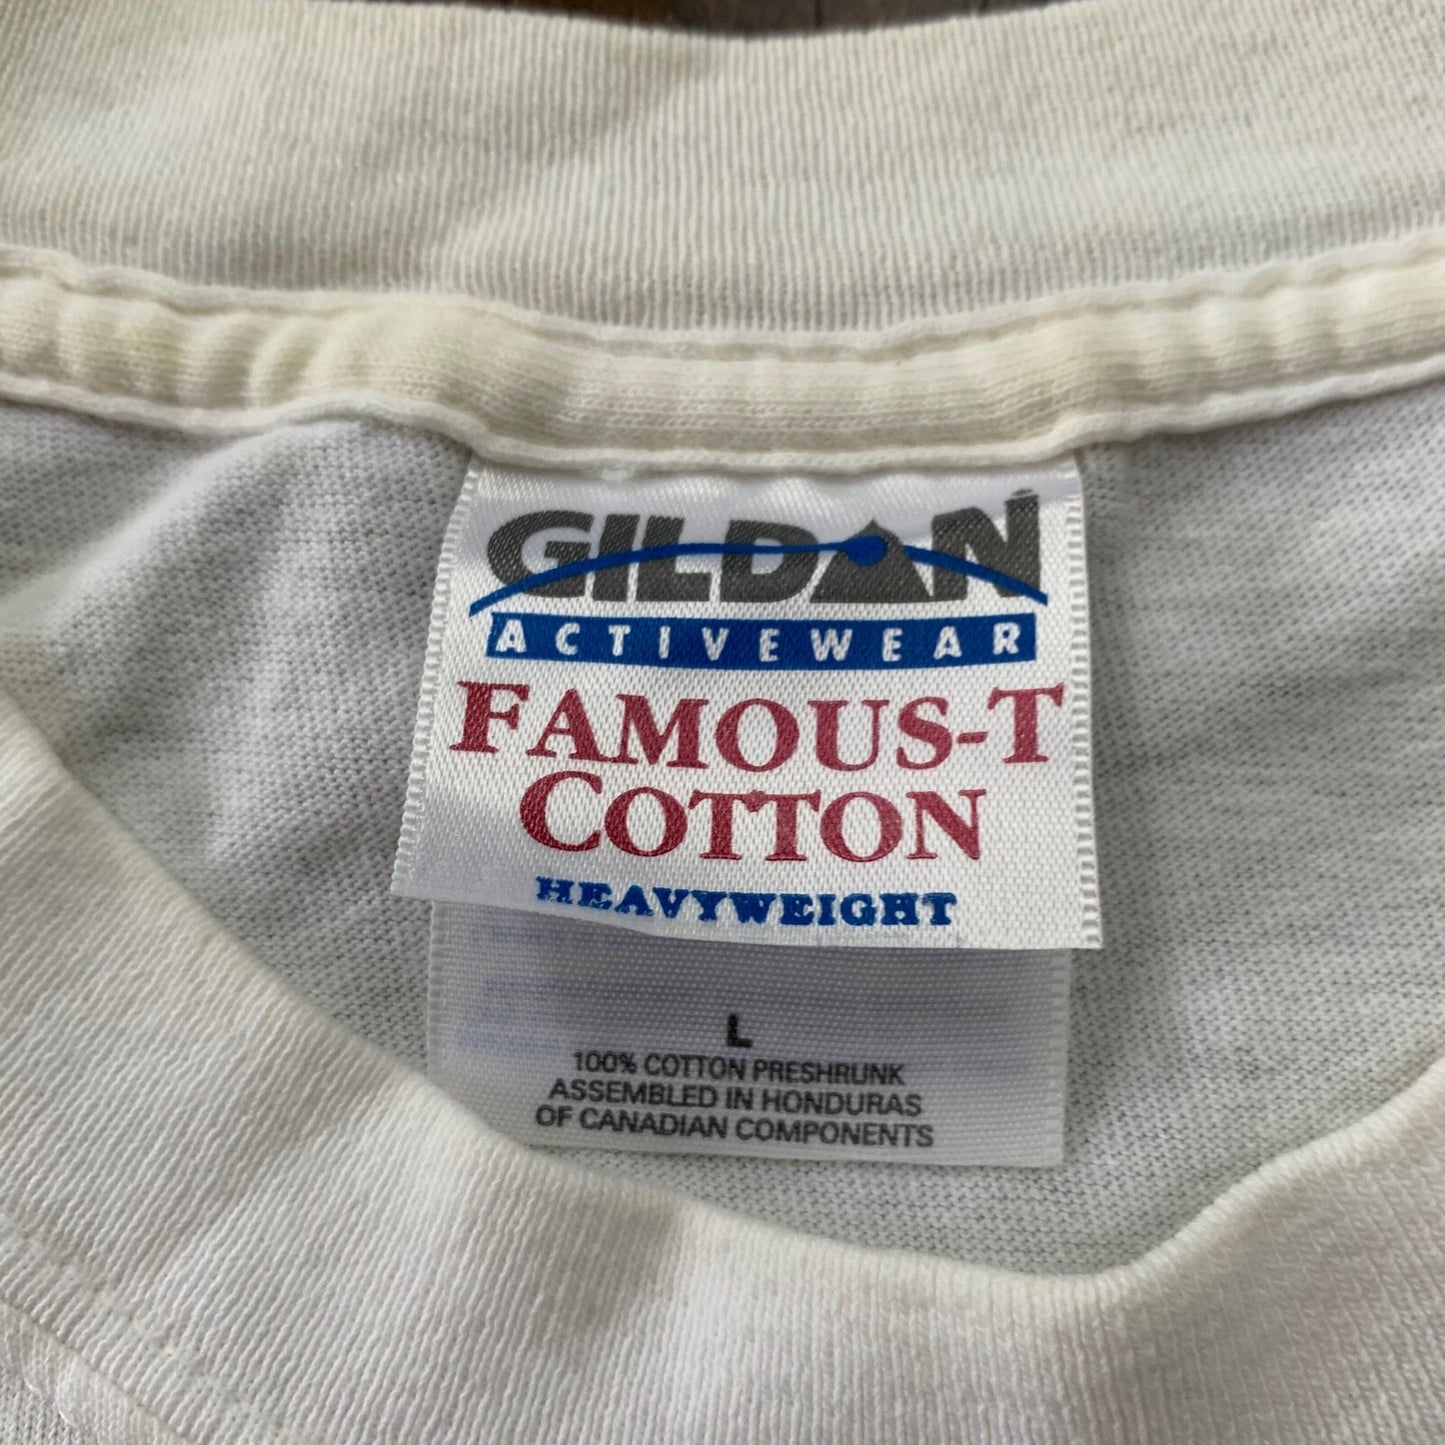 GILDAN
ACTIVEWEAR
FAMOUS-T
COTTON
HEAVYWEIGHT
L
100% COTTON PRESHRUNK
ASSEMBLED IN HONDURAS
OF CANADIAN COMPONENTS